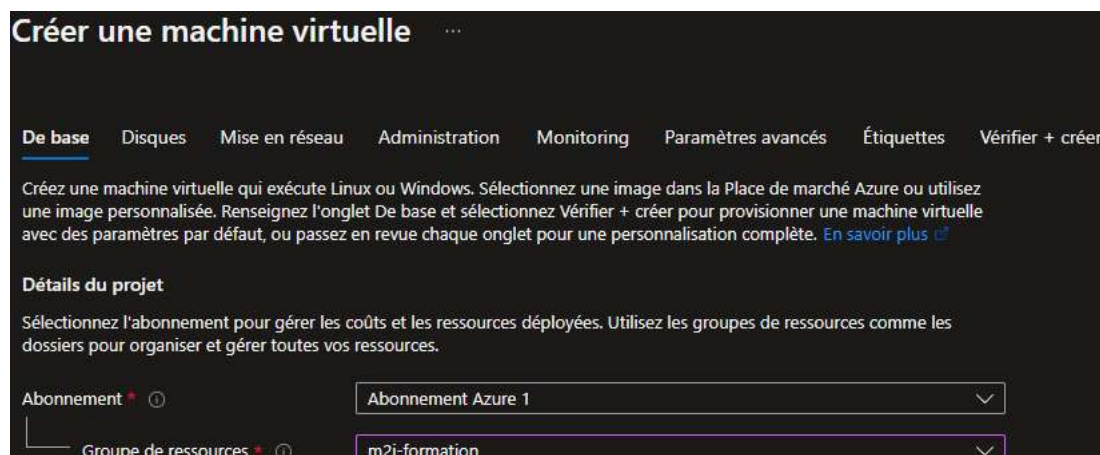 Créer une machine virtuelle ...
De base Disques Mise en réseau Administration Monitoring Paramètres avancés Étiquettes Vérifier + créer
Créez une machine virtuelle qui exécute Linux ou Windows. Sélectionnez une image dans la Place de marché Azure ou utilisez
une image personnalisée. Renseignez l'onglet De base et sélectionnez Vérifier + créer pour provisionner une machine virtuelle
avec des paramètres par défaut, ou passez en revue chaque onglet pour une personnalisation complète. En savoir plus
Détails du projet
Sélectionnez l'abonnement pour gérer les coûts et les ressources déployées. Utilisez les groupes de ressources comme les
dossiers pour organiser et gérer toutes vos ressources.
Abonnement * Abonnement Azure 1
Groupe de ressources * m2i-formation